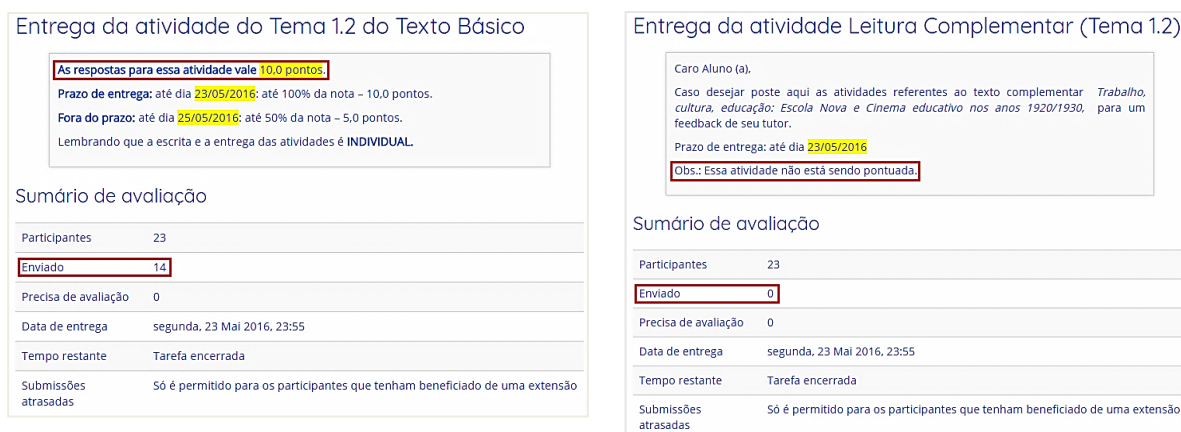 Entrega da atividade do Tema 1.2 do Texto Básico
As respostas para essa atividade vale 10,0 pontos.
Prazo de entrega: até dia 23/05/2016: até 100% da nota – 10,0 pontos.
Fora do prazo: até dia 25/05/2016: até 50% da nota – 5,0 pontos.
Lembrando que a escrita e a entrega das atividades é INDIVIDUAL.
Sumário de avaliação
Participantes 23
Enviado 14
Precisa de avaliação 0
Data de entrega segunda, 23 Mai 2016, 23:55
Tempo restante Tarefa encerrada
Submissões Só é permitido para os participantes que tenham beneficiado de uma extensão
atrasadas
Entrega da atividade Leitura Complementar (Tema 1.2)
Caro Aluno (a),
Caso desejar poste aqui as atividades referentes ao texto complementar Trabalho,
cultura, educação: Escola Nova e Cinema educativo nos anos 1920/1930, para um
feedback de seu tutor.
Prazo de entrega: até dia 23/05/2016
Obs.: Essa atividade não está sendo pontuada.
Sumário de avaliação
Participantes 23
Enviado 0
Precisa de avaliação 0
Data de entrega segunda, 23 Mai 2016, 23:55
Tempo restante Tarefa encerrada
Submissões Só é permitido para os participantes que tenham beneficiado de uma extensão
atrasadas